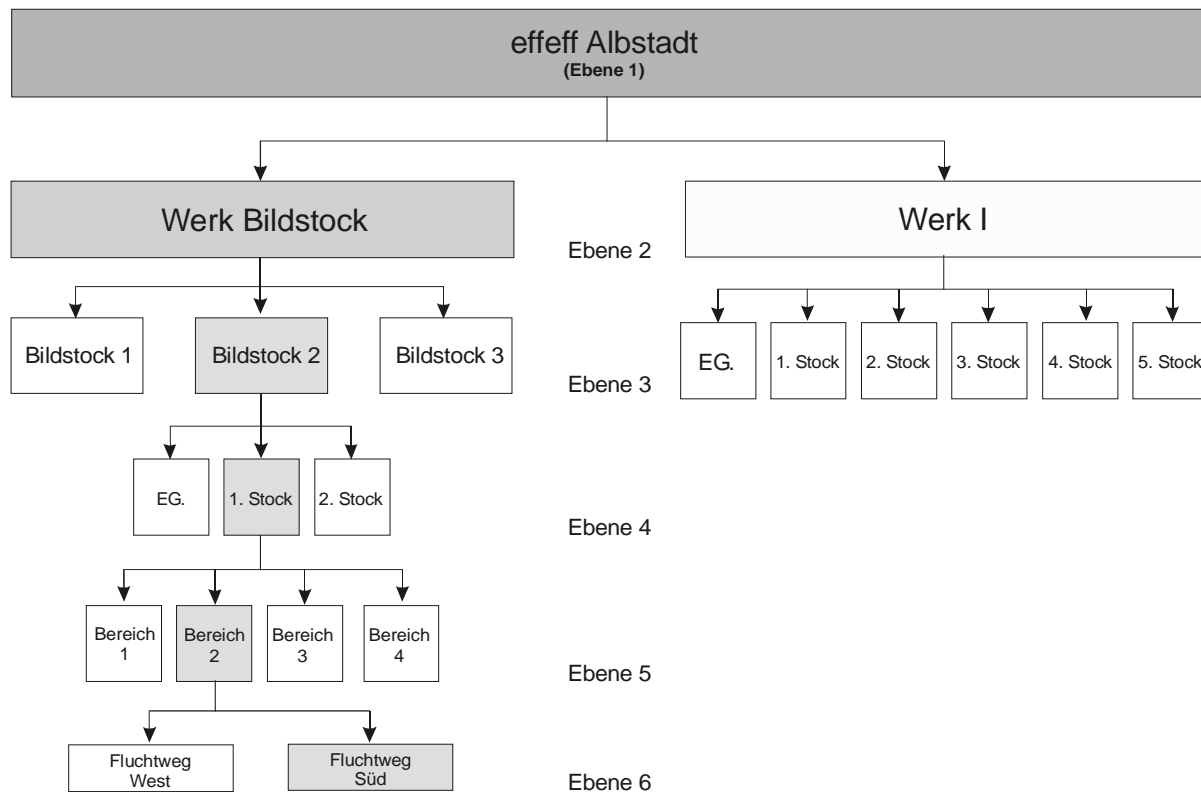 effeff Albstadt
(Ebene 1)
Werk Bildstock
Werk I
Ebene 2
Bildstock 1
Bildstock 2
Bildstock 3
EG.
1. Stock
2. Stock
3. Stock
4. Stock
5. Stock
Ebene 3
EG.
1. Stock
2. Stock
Ebene 4
Bereich
1
Bereich
2
Bereich
3
Bereich
4
Ebene 5
Fluchtweg
West
Fluchtweg
Süd
Ebene 6